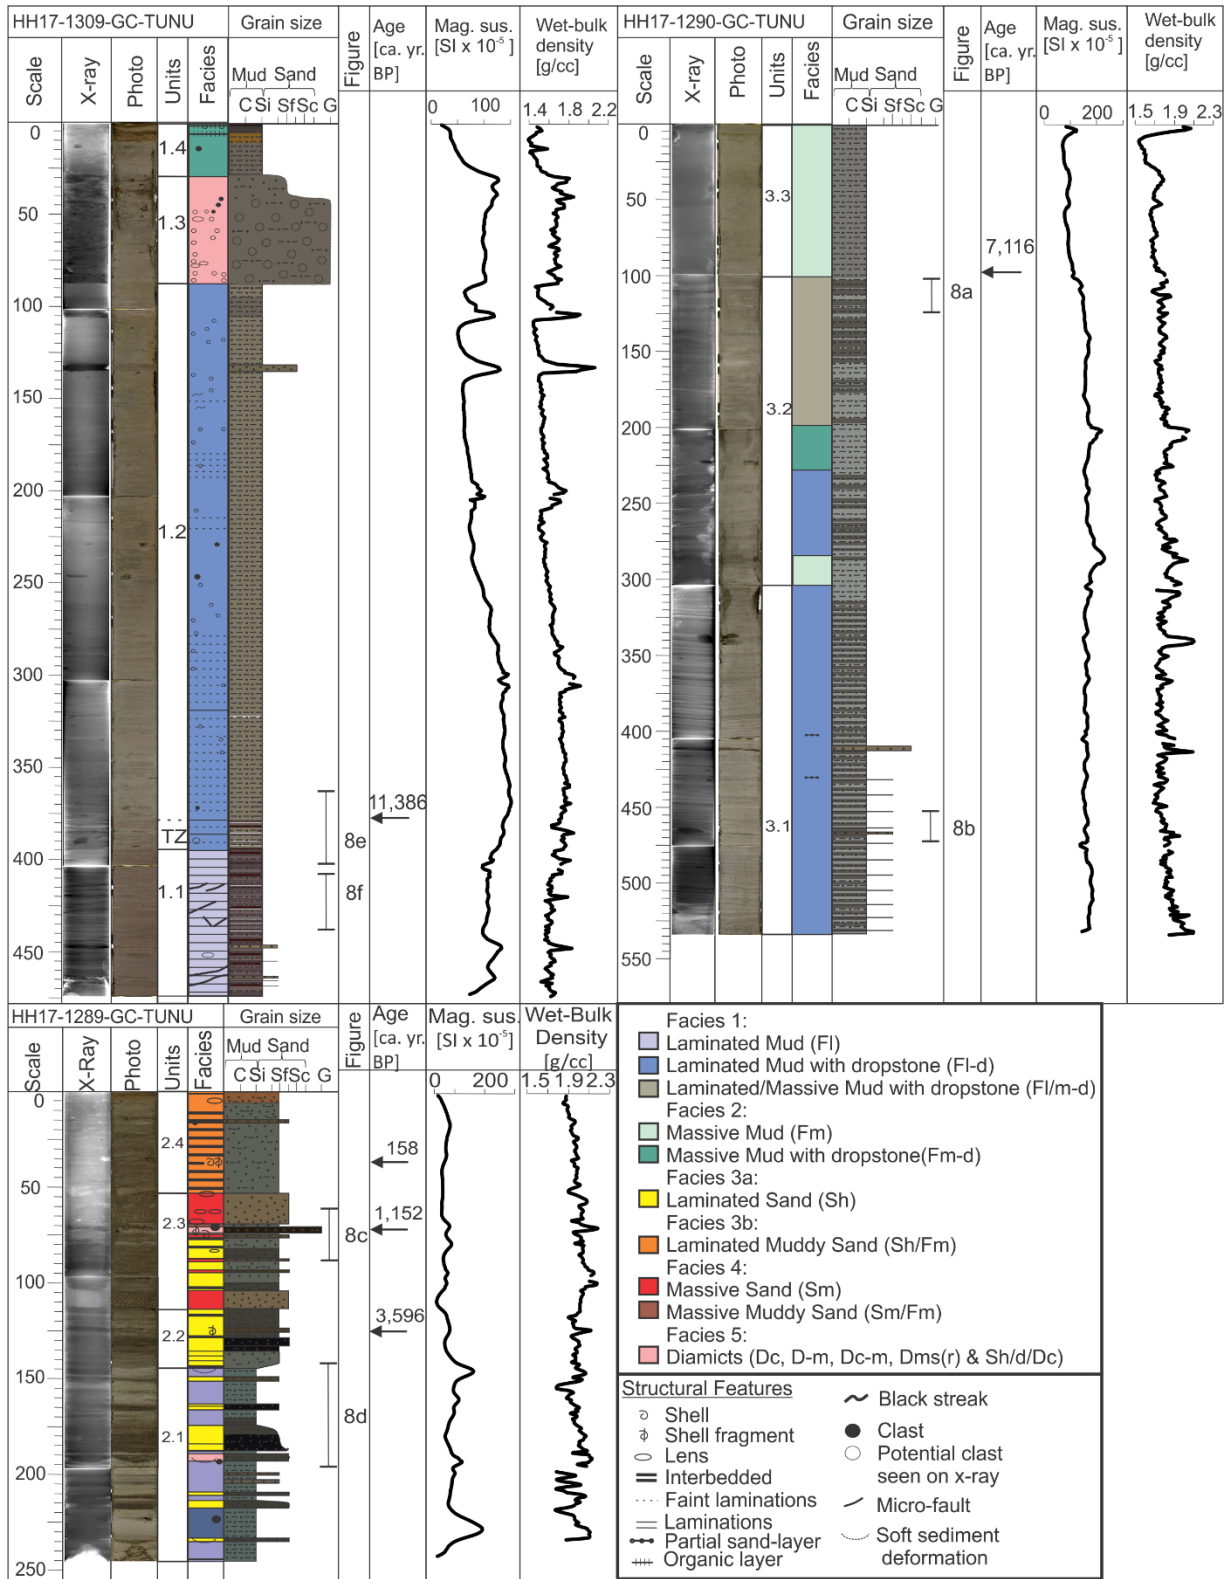 HH17-1309-GC-TUNU
Grain size
Scale
X-ray
Photo
Units
Facies
Mud Sand
C Si Sf Sc G
Figure
Age
[ca. yr.
BP]
Mag. sus.
[SI x 10⁻⁵]
0 100
Wet-bulk
density
[g/cc]
1.4 1.8 2.2
0
50
100
150
200
250
300
350
400
450
1.4
1.3
1.2
TZ
1.1
11,386
8e
8f
HH17-1290-GC-TUNU
Grain size
Scale
X-ray
Photo
Units
Facies
Mud Sand
C Si Sf Sc G
Figure
Age
[ca. yr.
BP]
Mag. sus.
[SI x 10⁻⁵]
0 200
Wet-bulk
density
[g/cc]
1.5 1.9 2.3
0
50
100
150
200
250
300
350
400
450
500
550
3.3
3.2
3.1
7,116
8a
8b
HH17-1289-GC-TUNU
Grain size
Scale
X-Ray
Photo
Units
Facies
Mud Sand
C Si Sf Sc G
Figure
Age
[ca. yr.
BP]
Mag. sus.
[SI x 10⁻⁵]
0 200
Wet-Bulk
Density
[g/cc]
1.5 1.9 2.3
0
50
100
150
200
250
2.4
2.3
2.2
2.1
158
1,152
3,596
8c
8d
Facies 1:
Laminated Mud (Fl)
Laminated Mud with dropstone (Fl-d)
Laminated/Massive Mud with dropstone (Fl/m-d)
Facies 2:
Massive Mud (Fm)
Massive Mud with dropstone(Fm-d)
Facies 3a:
Laminated Sand (Sh)
Facies 3b:
Laminated Muddy Sand (Sh/Fm)
Facies 4:
Massive Sand (Sm)
Massive Muddy Sand (Sm/Fm)
Facies 5:
Diamicts (Dc, D-m, Dc-m, Dms(r) & Sh/d/Dc)
Structural Features
Shell
Shell fragment
Lens
Interbedded
Faint laminations
Laminations
Partial sand-layer
Organic layer
Black streak
Clast
Potential clast
seen on x-ray
Micro-fault
Soft sediment
deformation